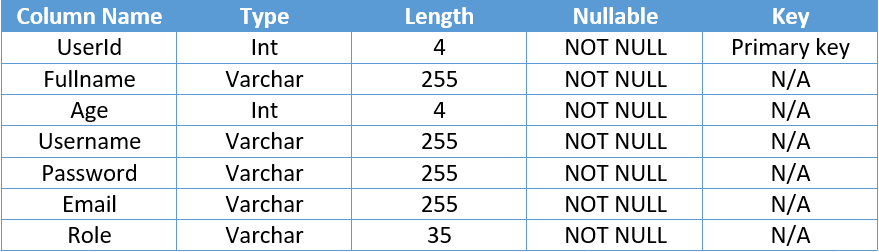 Column Name Type Length Nullable Key
UserId Int 4 NOT NULL Primary key
Fullname Varchar 255 NOT NULL N/A
Age Int 4 NOT NULL N/A
Username Varchar 255 NOT NULL N/A
Password Varchar 255 NOT NULL N/A
Email Varchar 255 NOT NULL N/A
Role Varchar 35 NOT NULL N/A